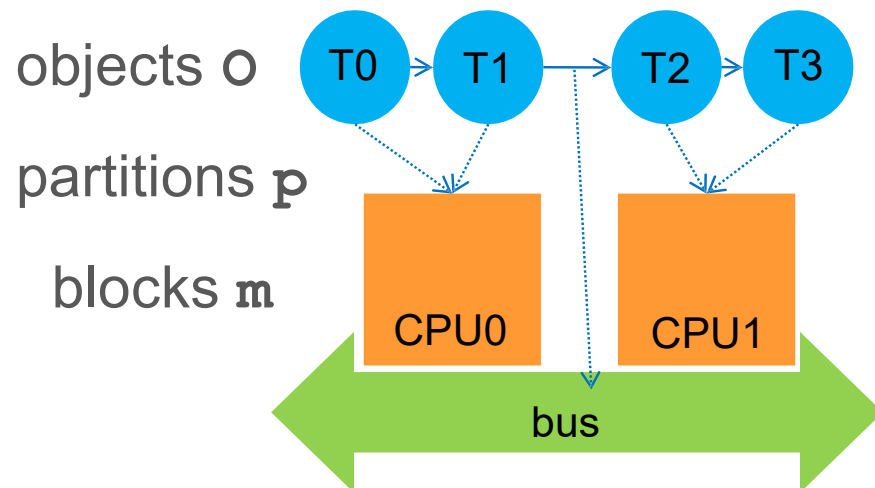 objects O
T0 T1 T2 T3
partitions p
blocks m
CPU0 CPU1
bus